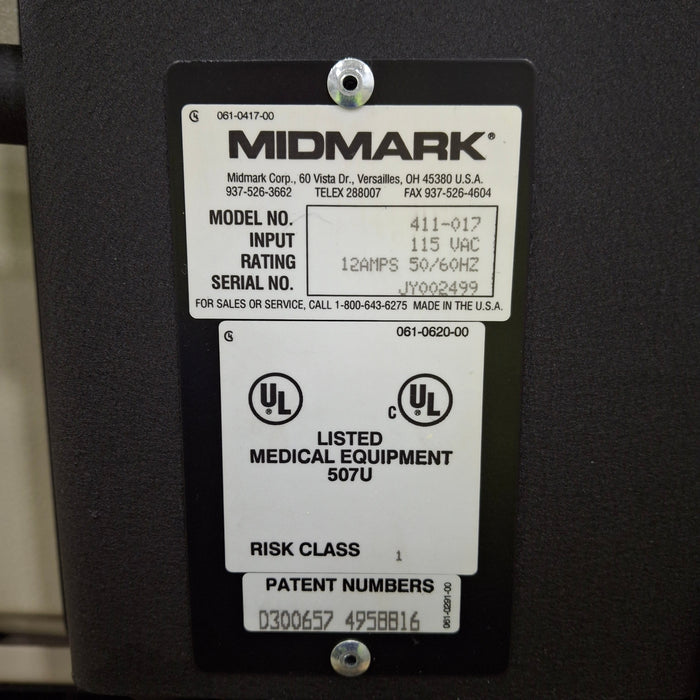 061-0417-00
MIDMARK®
Midmark Corp., 60 Vista Dr., Versailles, OH 45380 U.S.A.
937-526-3662 TELEX 288007 FAX 937-526-4604
MODEL NO. 411-017
INPUT 115 VAC
RATING 12AMPS 50/60HZ
SERIAL NO. JY002499
FOR SALES OR SERVICE, CALL 1-800-643-6275 MADE IN THE U.S.A.
061-0620-00
UL® C UL®
LISTED
MEDICAL EQUIPMENT
507U
RISK CLASS 1
PATENT NUMBERS
D300657 4958816
061-0291-00